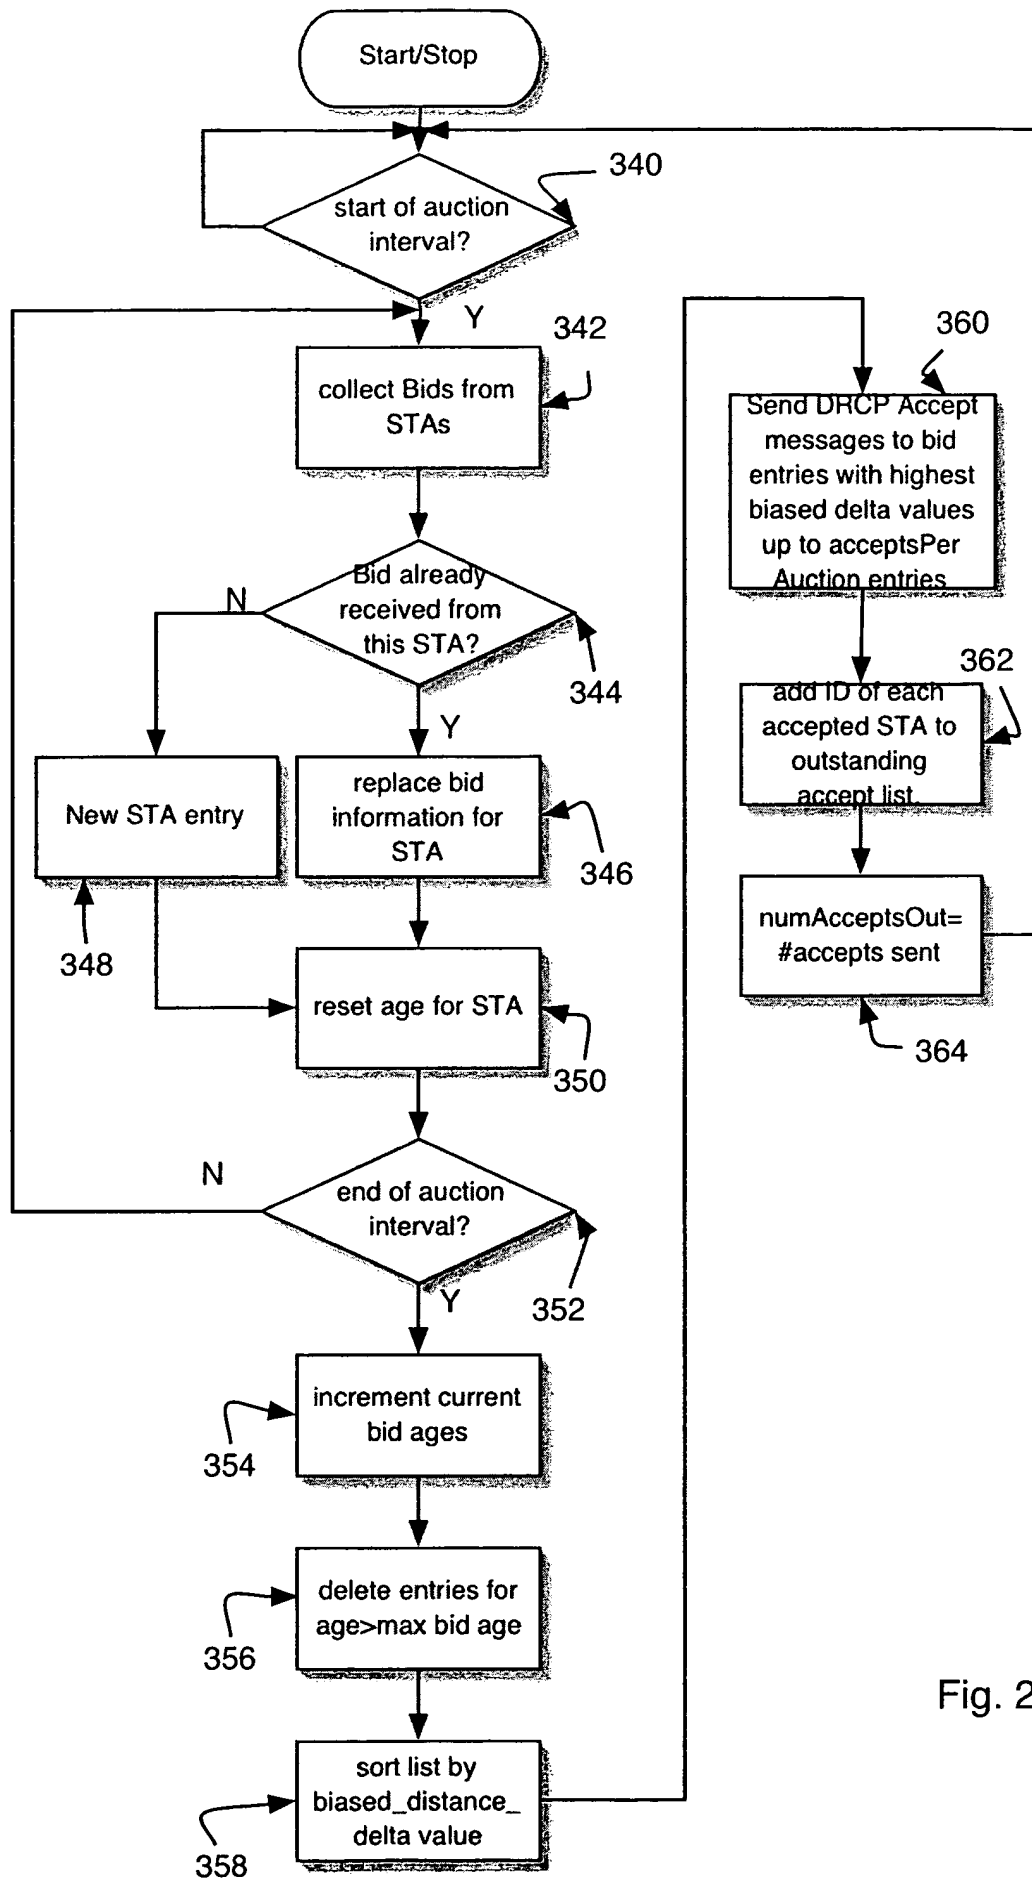 Start/Stop
340
start of auction
interval?
Y
342
collect Bids from
STAs
N
Bid already
received from
this STA?
344
Y
New STA entry
348
replace bid
information for
STA
346
reset age for STA
350
N
end of auction
interval?
352
Y
increment current
bid ages
354
delete entries for
age>max bid age
356
sort list by
biased_distance_
delta value
358
360
Send DRCP Accept
messages to bid
entries with highest
biased delta values
up to acceptsPer
Auction entries
362
add ID of each
accepted STA to
outstanding
accept list.
numAcceptsOut=
#accepts sent
364
Fig. 2